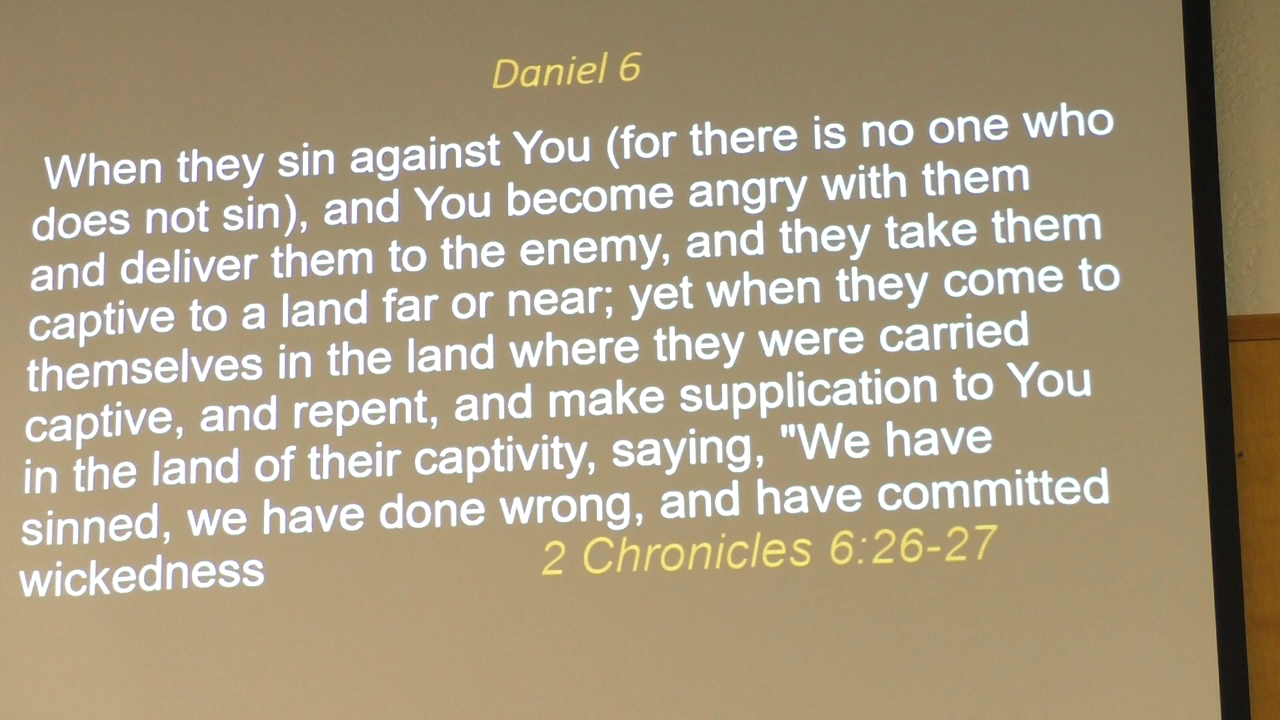 Daniel 6
When they sin against You (for there is no one who
does not sin), and You become angry with them
and deliver them to the enemy, and they take them
captive to a land far or near; yet when they come to
themselves in the land where they were carried
captive, and repent, and make supplication to You
in the land of their captivity, saying, "We have
sinned, we have done wrong, and have committed
wickedness 2 Chronicles 6:26-27